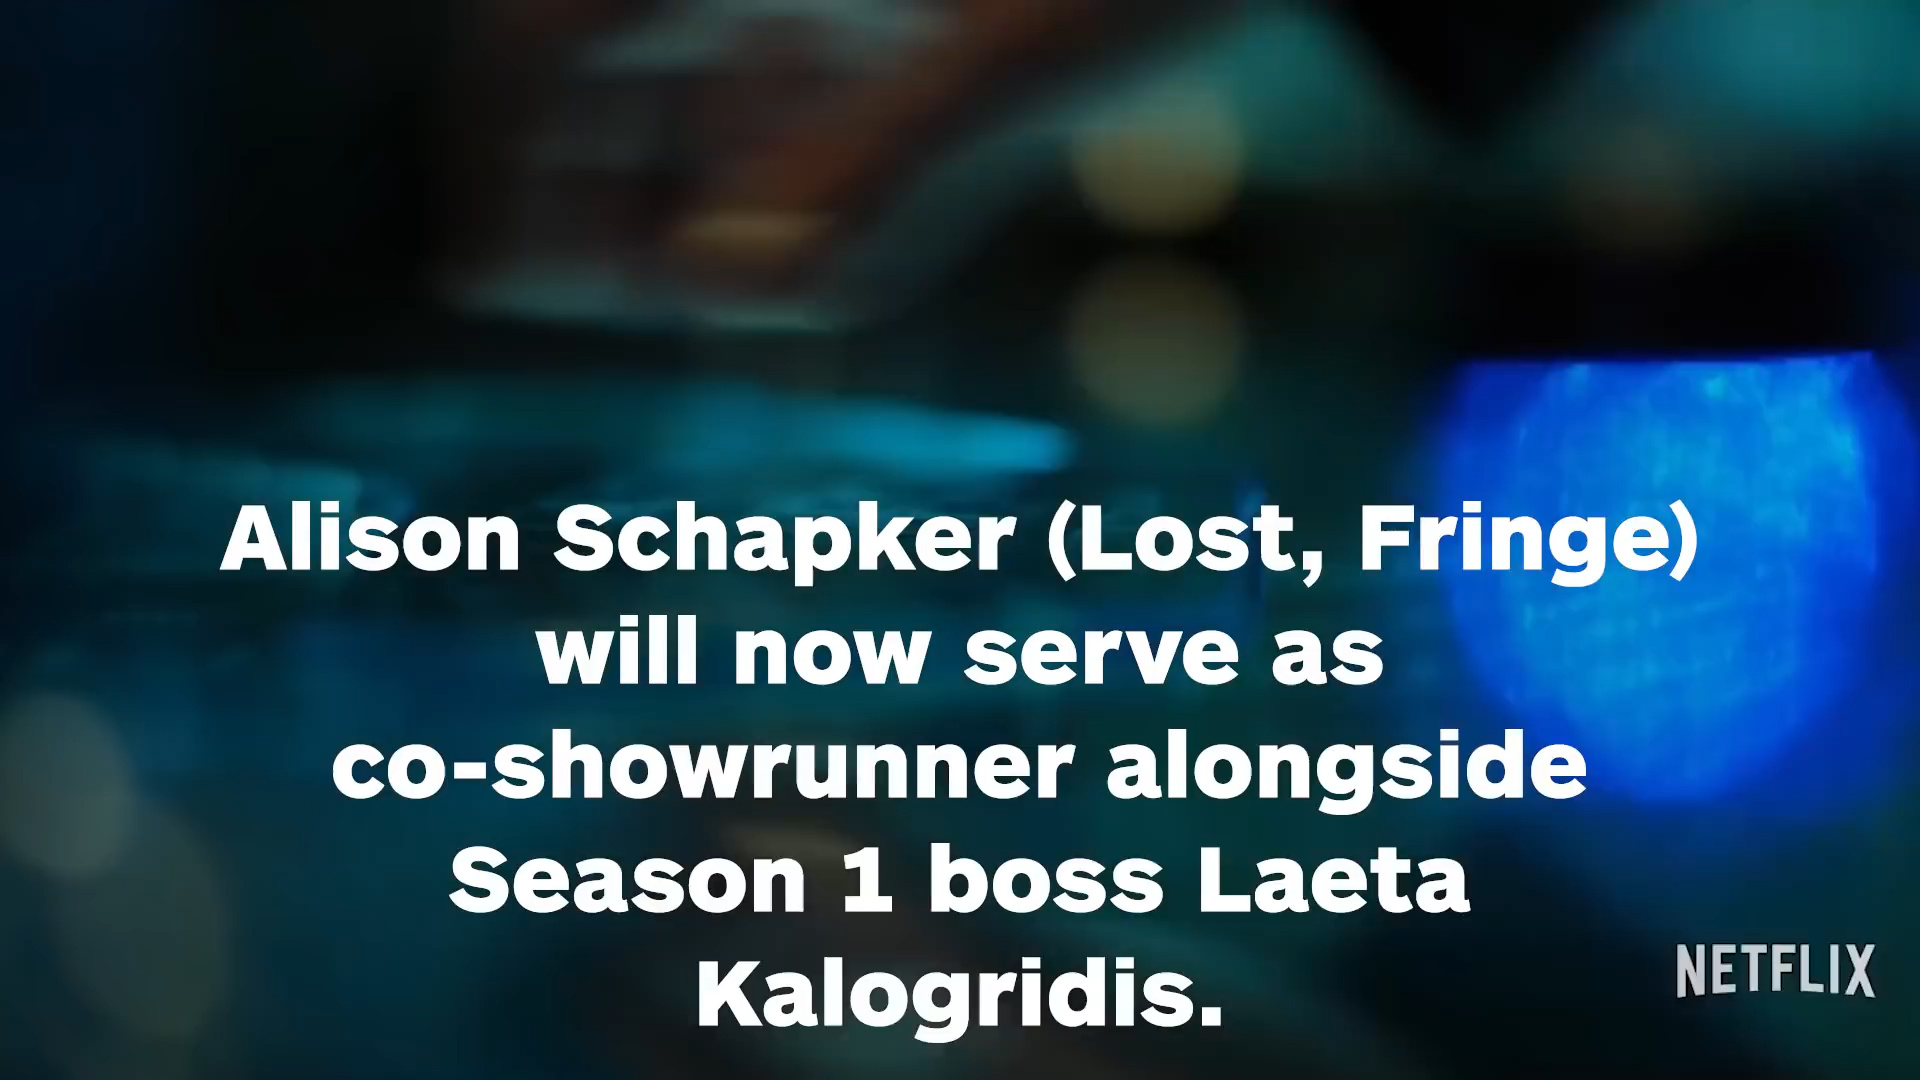 Alison Schapker (Lost, Fringe)
will now serve as
co-showrunner alongside
Season 1 boss Laeta
Kalogridis.
NETFLIX